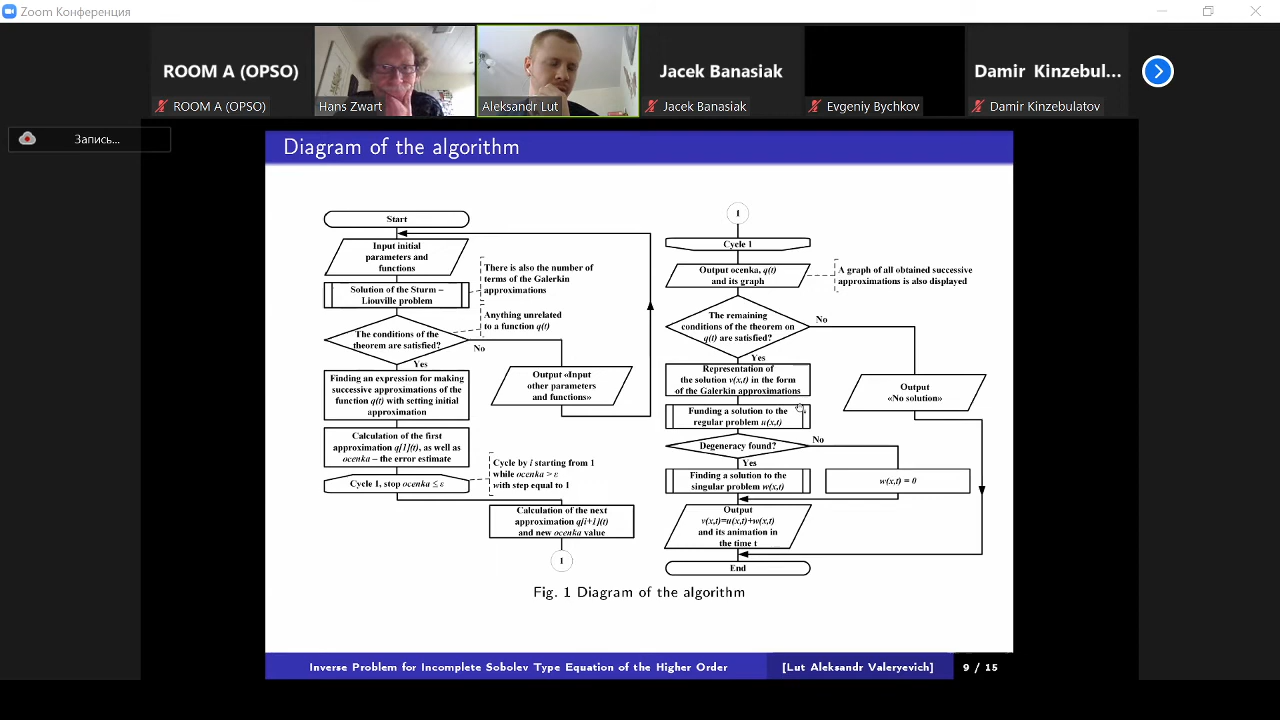 Zoom Конференция
ROOM A (OPSO)
Jacek Banasiak
Damir Kinzebul...
ROOM A (OPSO)
Hans Zwart
Aleksandr Lut
Jacek Banasiak
Evgeniy Bychkov
Damir Kinzebulatov
Запись...
Diagram of the algorithm
Start
Input initial
parameters and
functions
There is also the number of
terms of the Galerkin
approximations
Solution of the Sturm –
Liouville problem
Anything unrelated
to a function q(t)
The conditions of the
theorem are satisfied?
No
Yes
Output «Input
other parameters
and functions»
Finding an expression for making
successive approximations of the
function q(t) with setting initial
approximation
Calculation of the first
approximation q[1](t), as well as
ocenka – the error estimate
Cycle 1, stop ocenka ≤ ε
Cycle by i starting from 1
while ocenka > ε
with step equal to 1
Calculation of the next
approximation q[i+1](t)
and new ocenka value
1
1
Cycle 1
Output ocenka, q(t)
and its graph
A graph of all obtained successive
approximations is also displayed
The remaining
conditions of the theorem on
q(t) are satisfied?
No
Yes
Representation of
the solution v(x,t) in the form
of the Galerkin approximations
Output
«No solution»
Funding a solution to the
regular problem u(x,t)
Degeneracy found?
No
Yes
Finding a solution to the
singular problem w(x,t)
w(x,t) = 0
Output
v(x,t)=u(x,t)+w(x,t)
and its animation in
the time t
End
Fig. 1 Diagram of the algorithm
Inverse Problem for Incomplete Sobolev Type Equation of the Higher Order
[Lut Aleksandr Valeryevich]
9 / 15